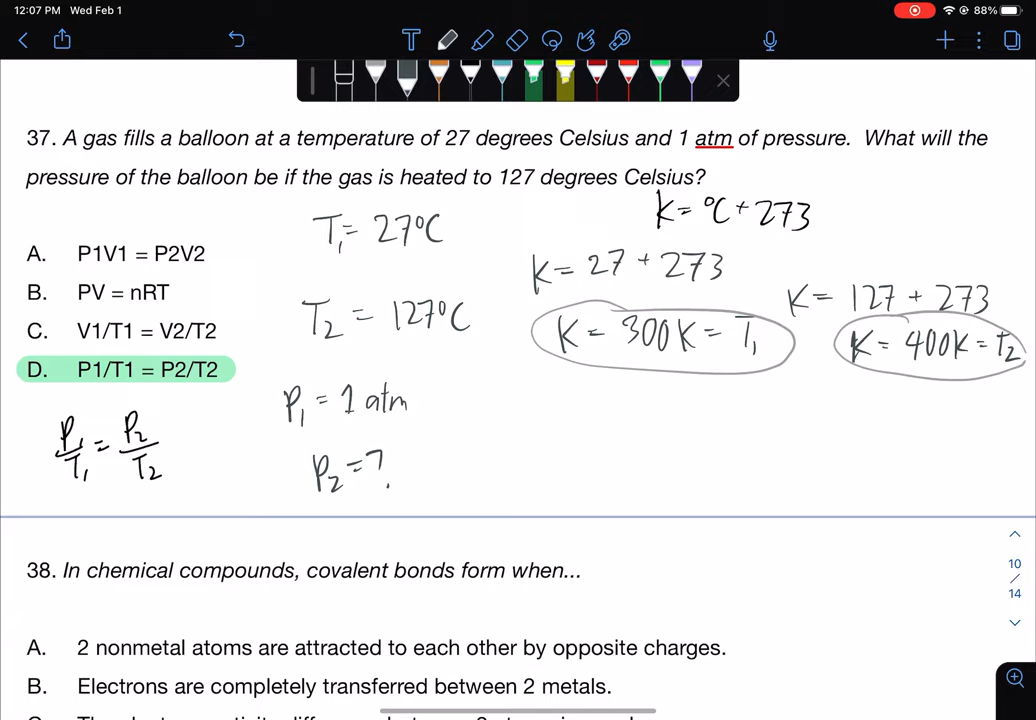 12:07 PM Wed Feb 1
88%
T
37. A gas fills a balloon at a temperature of 27 degrees Celsius and 1 atm of pressure. What will the
pressure of the balloon be if the gas is heated to 127 degrees Celsius?
K = °C + 273
T₁ = 27°C
K = 27 + 273
A. P1V1 = P2V2
B. PV = nRT
K = 127 + 273
T₂ = 127°C
K = 300K = T₁
C. V1/T1 = V2/T2
K = 400K = T₂
D. P1/T1 = P2/T2
P₁ = 1 atm
P₁/T₁ = P₂/T₂
P₂ = ?
38. In chemical compounds, covalent bonds form when...
10
/
14
A. 2 nonmetal atoms are attracted to each other by opposite charges.
B. Electrons are completely transferred between 2 metals.